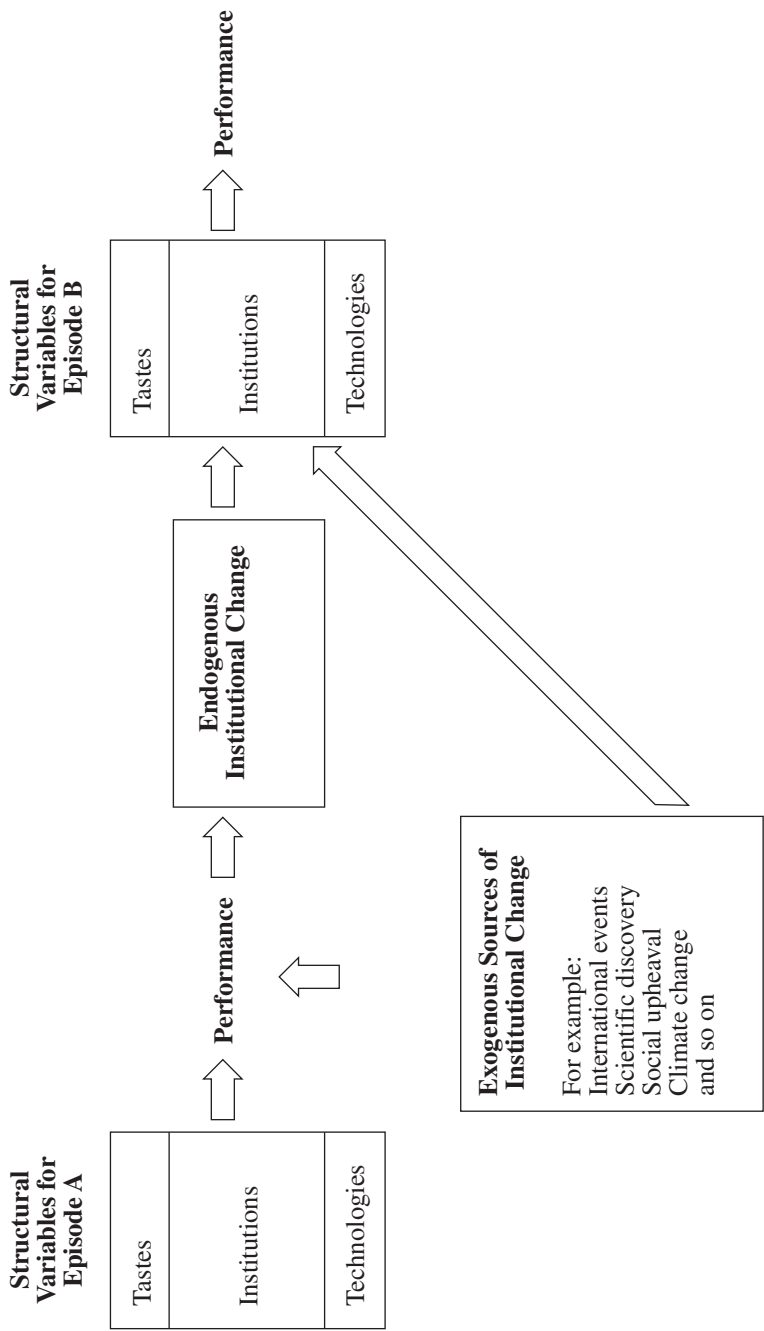 Structural
Variables for
Episode A
Tastes
Institutions
Technologies
Performance
Endogenous
Institutional Change
Structural
Variables for
Episode B
Tastes
Institutions
Technologies
Performance
Exogenous Sources of
Institutional Change
For example:
International events
Scientific discovery
Social upheaval
Climate change
and so on